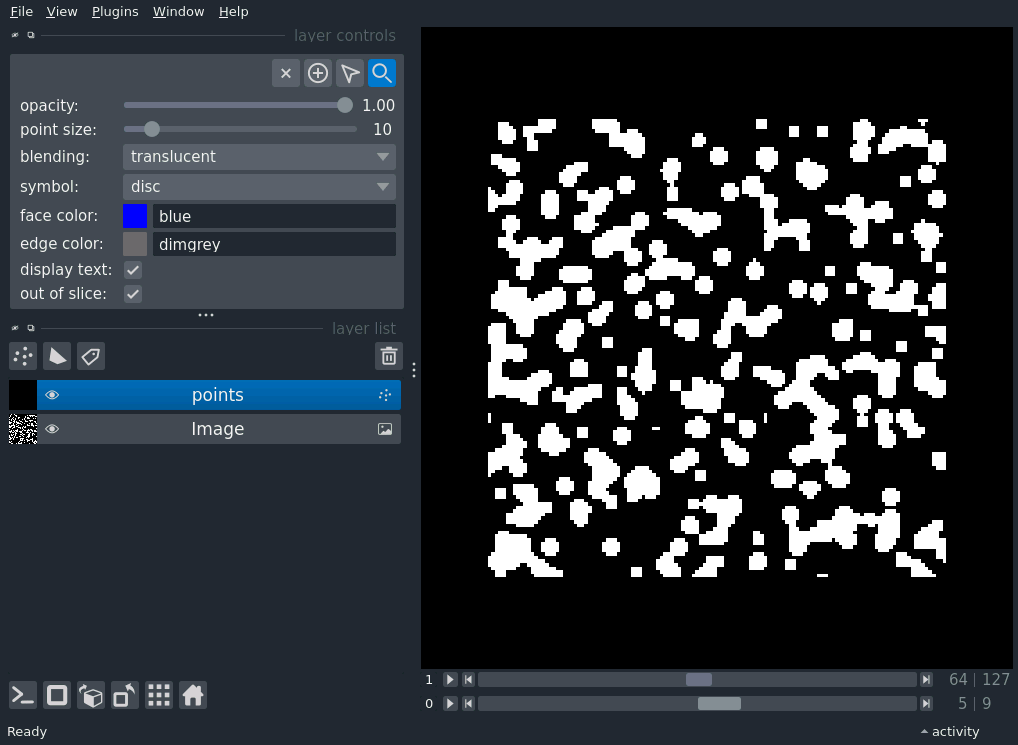 File View Plugins Window Help
layer controls
opacity: 1.00
point size: 10
blending: translucent
symbol: disc
face color: blue
edge color: dimgrey
display text:
out of slice:
layer list
points
Image
1 64 | 127
0 5 | 9
Ready activity